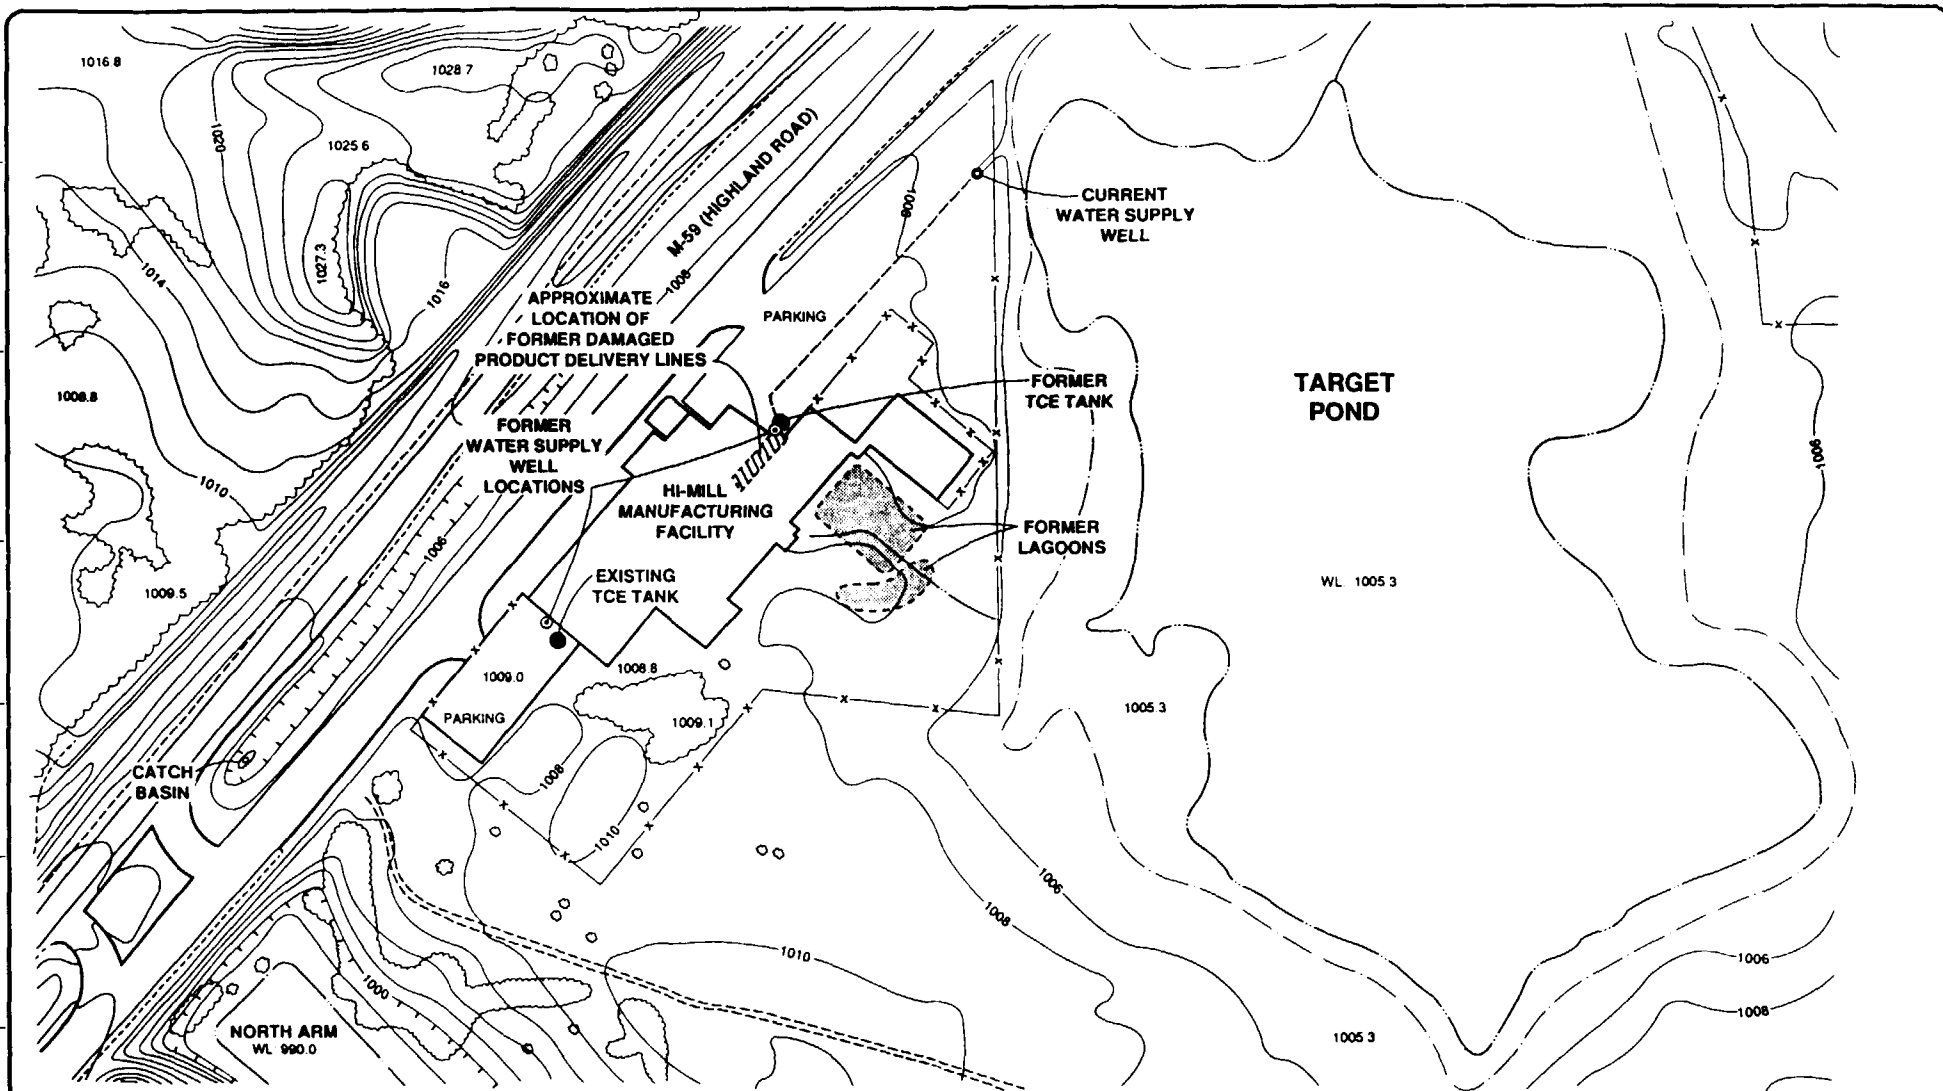 1016.8
1028.7
1020
1025.6
1027.3
1014
1016
M-59 (HIGHLAND ROAD)
1008
1008
CURRENT
WATER SUPPLY
WELL
APPROXIMATE
LOCATION OF
FORMER DAMAGED
PRODUCT DELIVERY LINES
PARKING
1008.8
FORMER
TCE TANK
TARGET
POND
FORMER
WATER SUPPLY
WELL
LOCATIONS
1010
HI-MILL
MANUFACTURING
FACILITY
1006
1006
FORMER
LAGOONS
EXISTING
TCE TANK
WL 1005.3
1009.5
1009.0
1008.8
PARKING
1009.1
1005.3
CATCH
BASIN
1008
1010
1006
1008
1010
1006
1000
1008
NORTH ARM
WL 990.0
1005.3